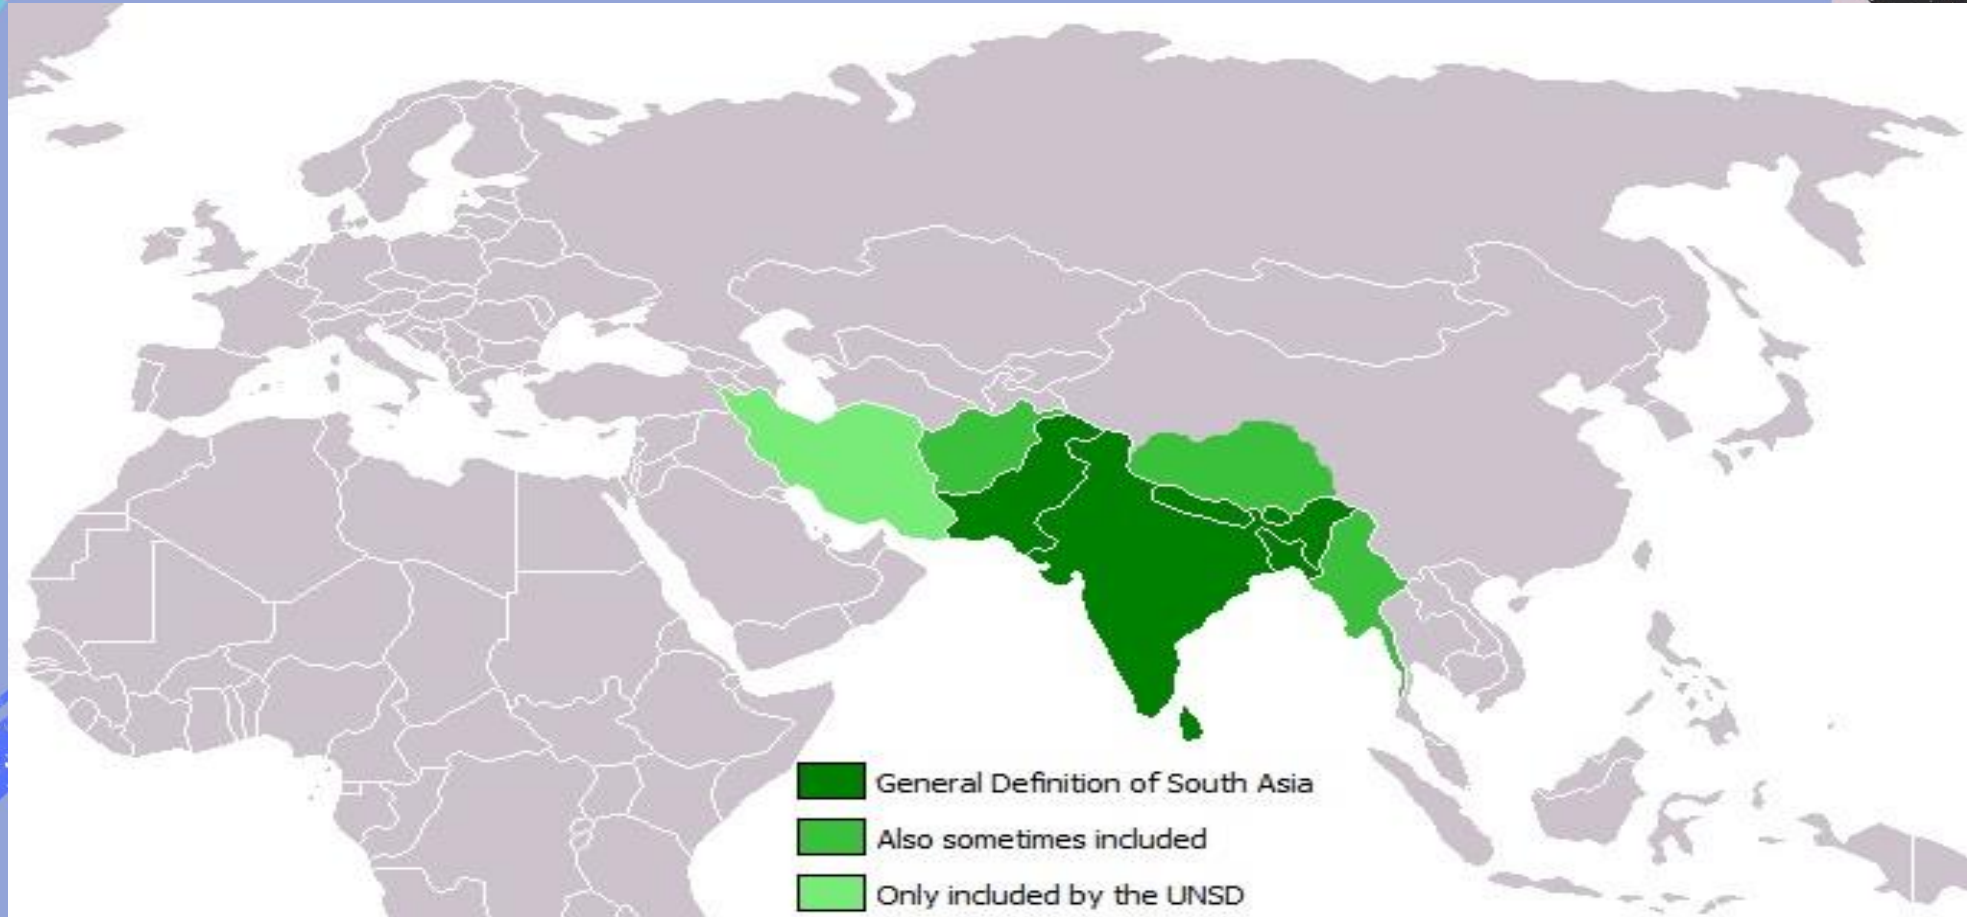 General Definition of South Asia
Also sometimes included
Only included by the UNSD